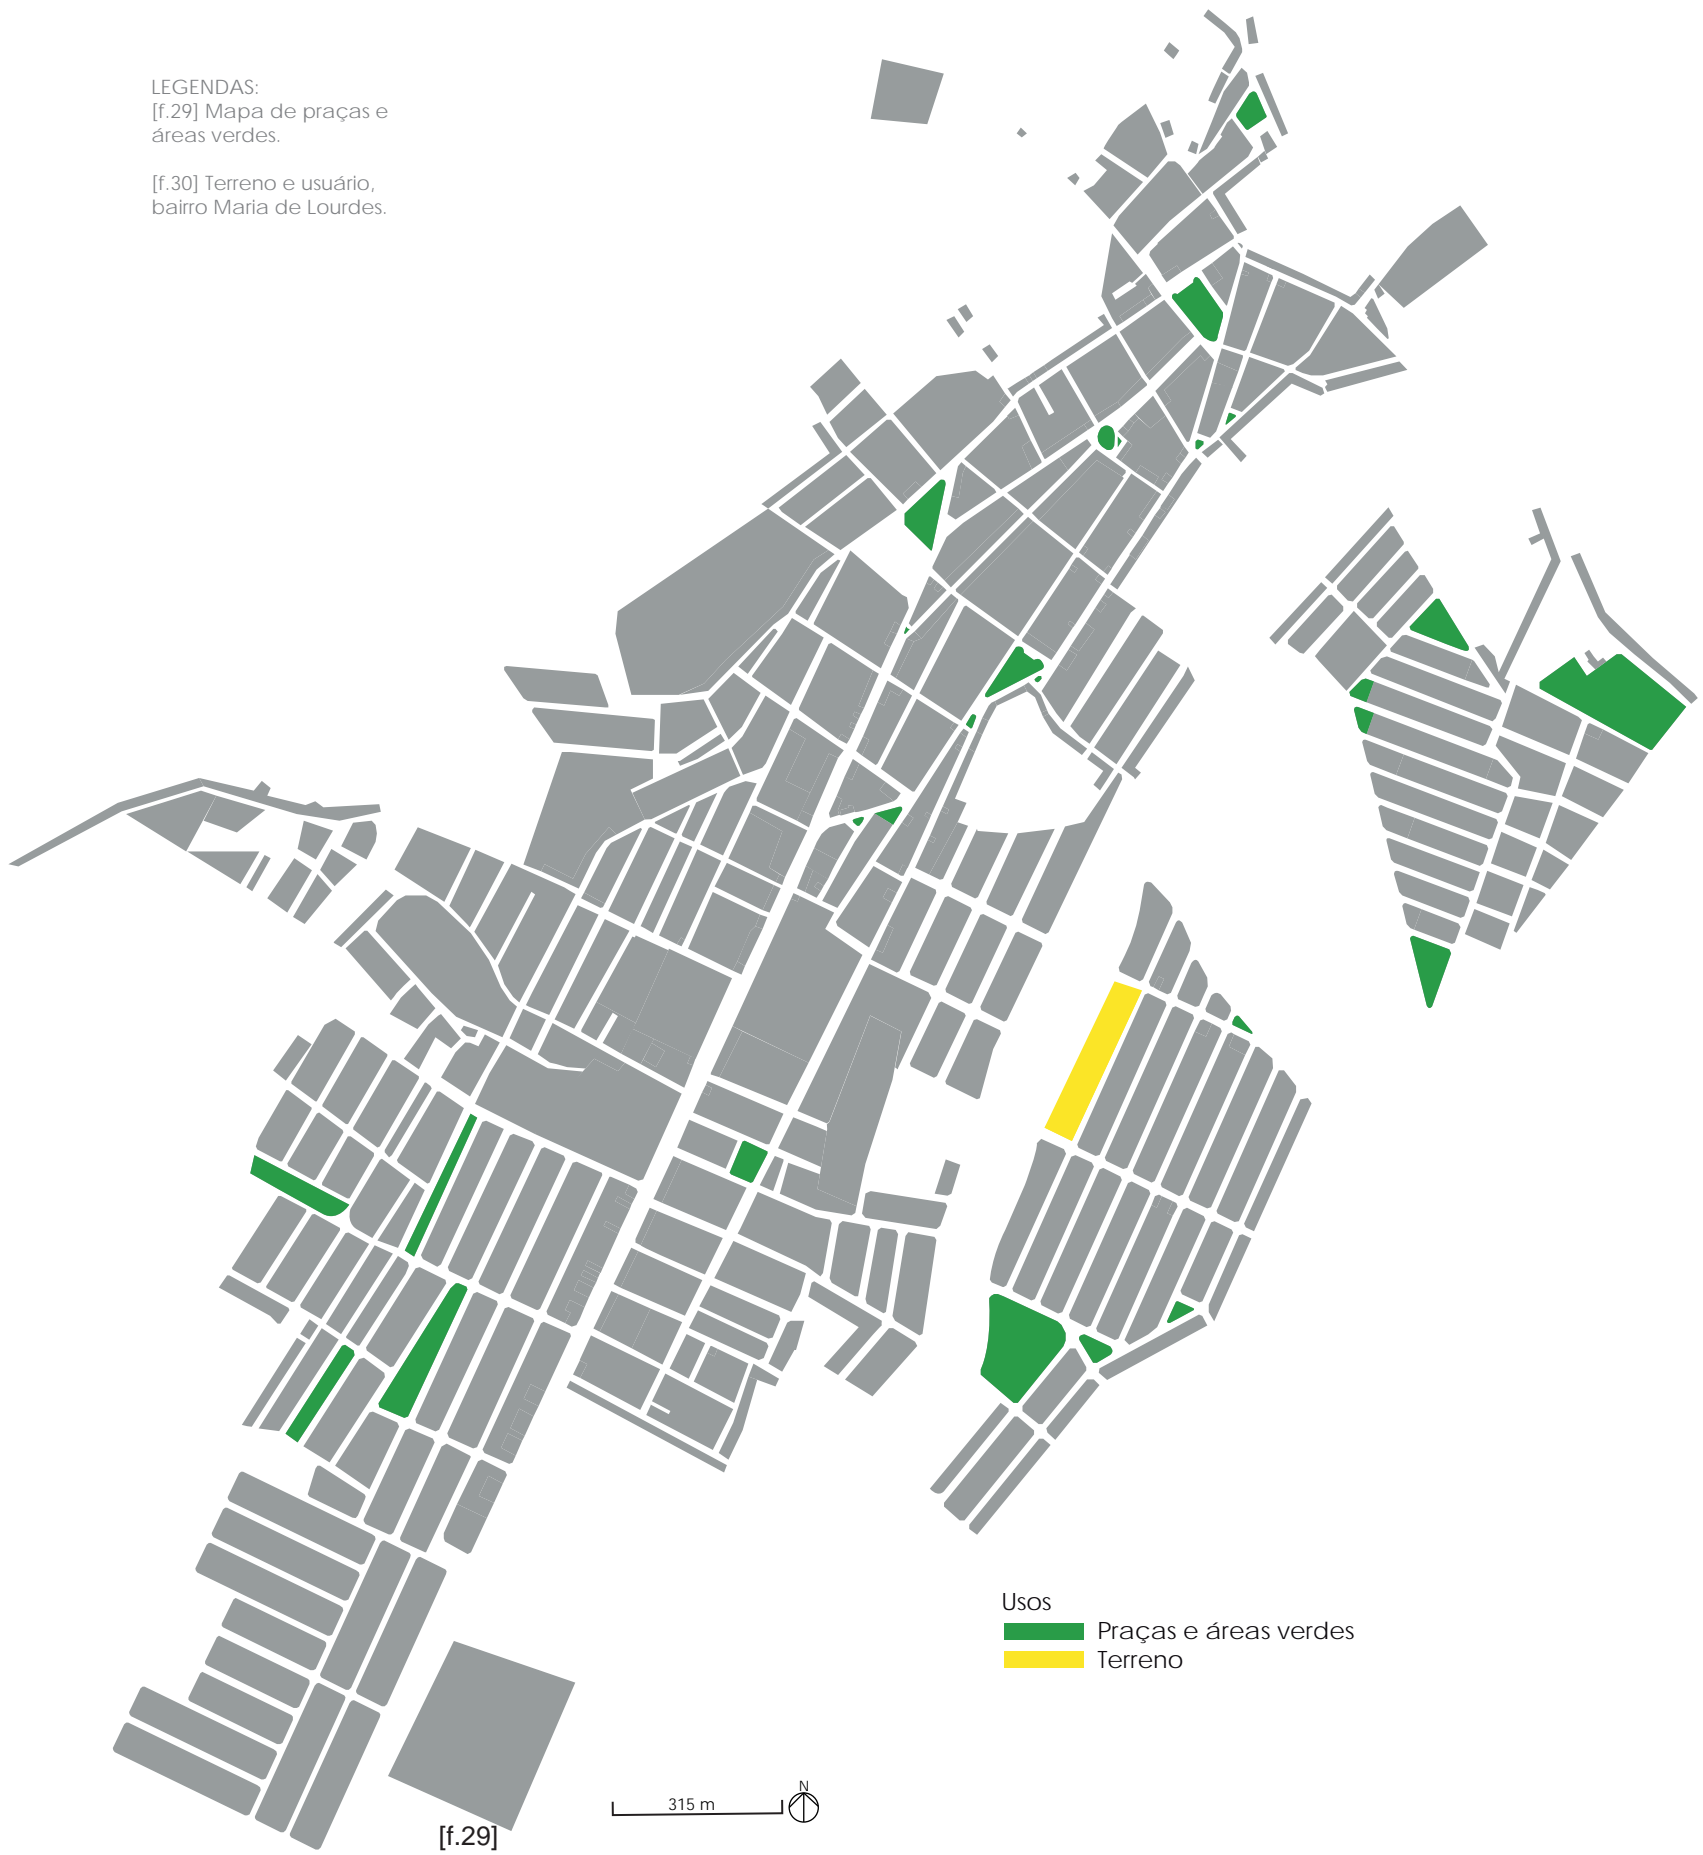 LEGENDAS:
[f.29] Mapa de praças e
áreas verdes.
[f.30] Terreno e usuário,
bairro Maria de Lourdes.
Usos
Praças e áreas verdes
Terreno
315 m
N
[f.29]